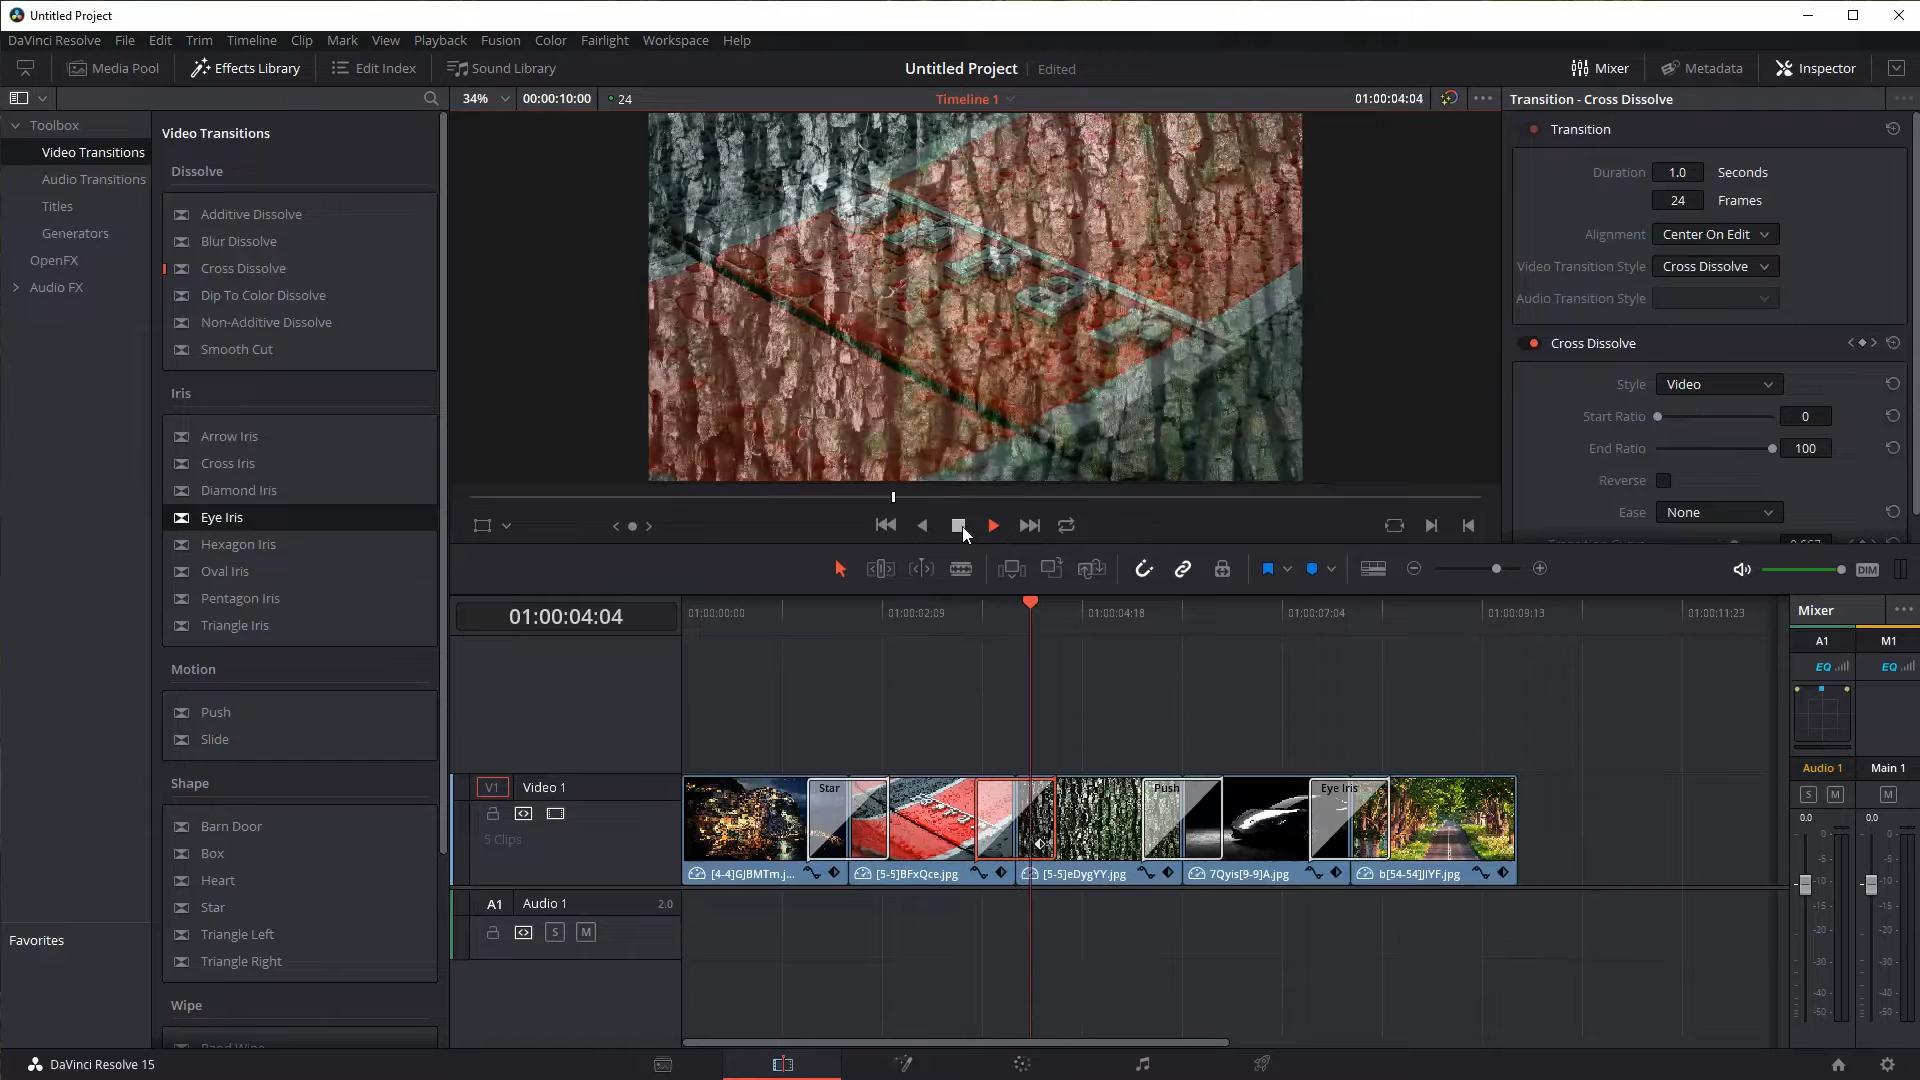 Untitled Project
DaVinci Resolve File Edit Trim Timeline Clip Mark View Playback Fusion Color Fairlight Workspace Help
Media Pool Effects Library Edit Index Sound Library Untitled Project Edited Mixer Metadata Inspector
34% 00:00:10:00 24 Timeline 1 01:00:04:04 Transition - Cross Dissolve
Toolbox
Video Transitions
Audio Transitions
Titles
Generators
OpenFX
Audio FX
Favorites
Video Transitions
Dissolve
Additive Dissolve
Blur Dissolve
Cross Dissolve
Dip To Color Dissolve
Non-Additive Dissolve
Smooth Cut
Iris
Arrow Iris
Cross Iris
Diamond Iris
Eye Iris
Hexagon Iris
Oval Iris
Pentagon Iris
Triangle Iris
Motion
Push
Slide
Shape
Barn Door
Box
Heart
Star
Triangle Left
Triangle Right
Wipe
Transition
Duration 1.0 Seconds
24 Frames
Alignment Center On Edit
Video Transition Style Cross Dissolve
Audio Transition Style
Cross Dissolve
Style Video
Start Ratio 0
End Ratio 100
Reverse
Ease None
DIM
01:00:04:04 01:00:00:00 01:00:02:09 01:00:04:18 01:00:07:04 01:00:09:13 01:00:11:23
V1 Video 1
5 Clips
Star Push Eye Iris
[4-4]GJBMTm.j... [5-5]BFxQce.jpg [5-5]eDygYY.jpg 7Qyis[9-9]A.jpg b[54-54]JIYF.jpg
A1 Audio 1 2.0
S M
Mixer
A1 M1
EQ EQ
Audio 1 Main 1
S M M
0.0 0.0
0 0
-5 -5
-10 -10
-15 -15
-20 -20
-30 -30
-40 -40
-50 -50
DaVinci Resolve 15